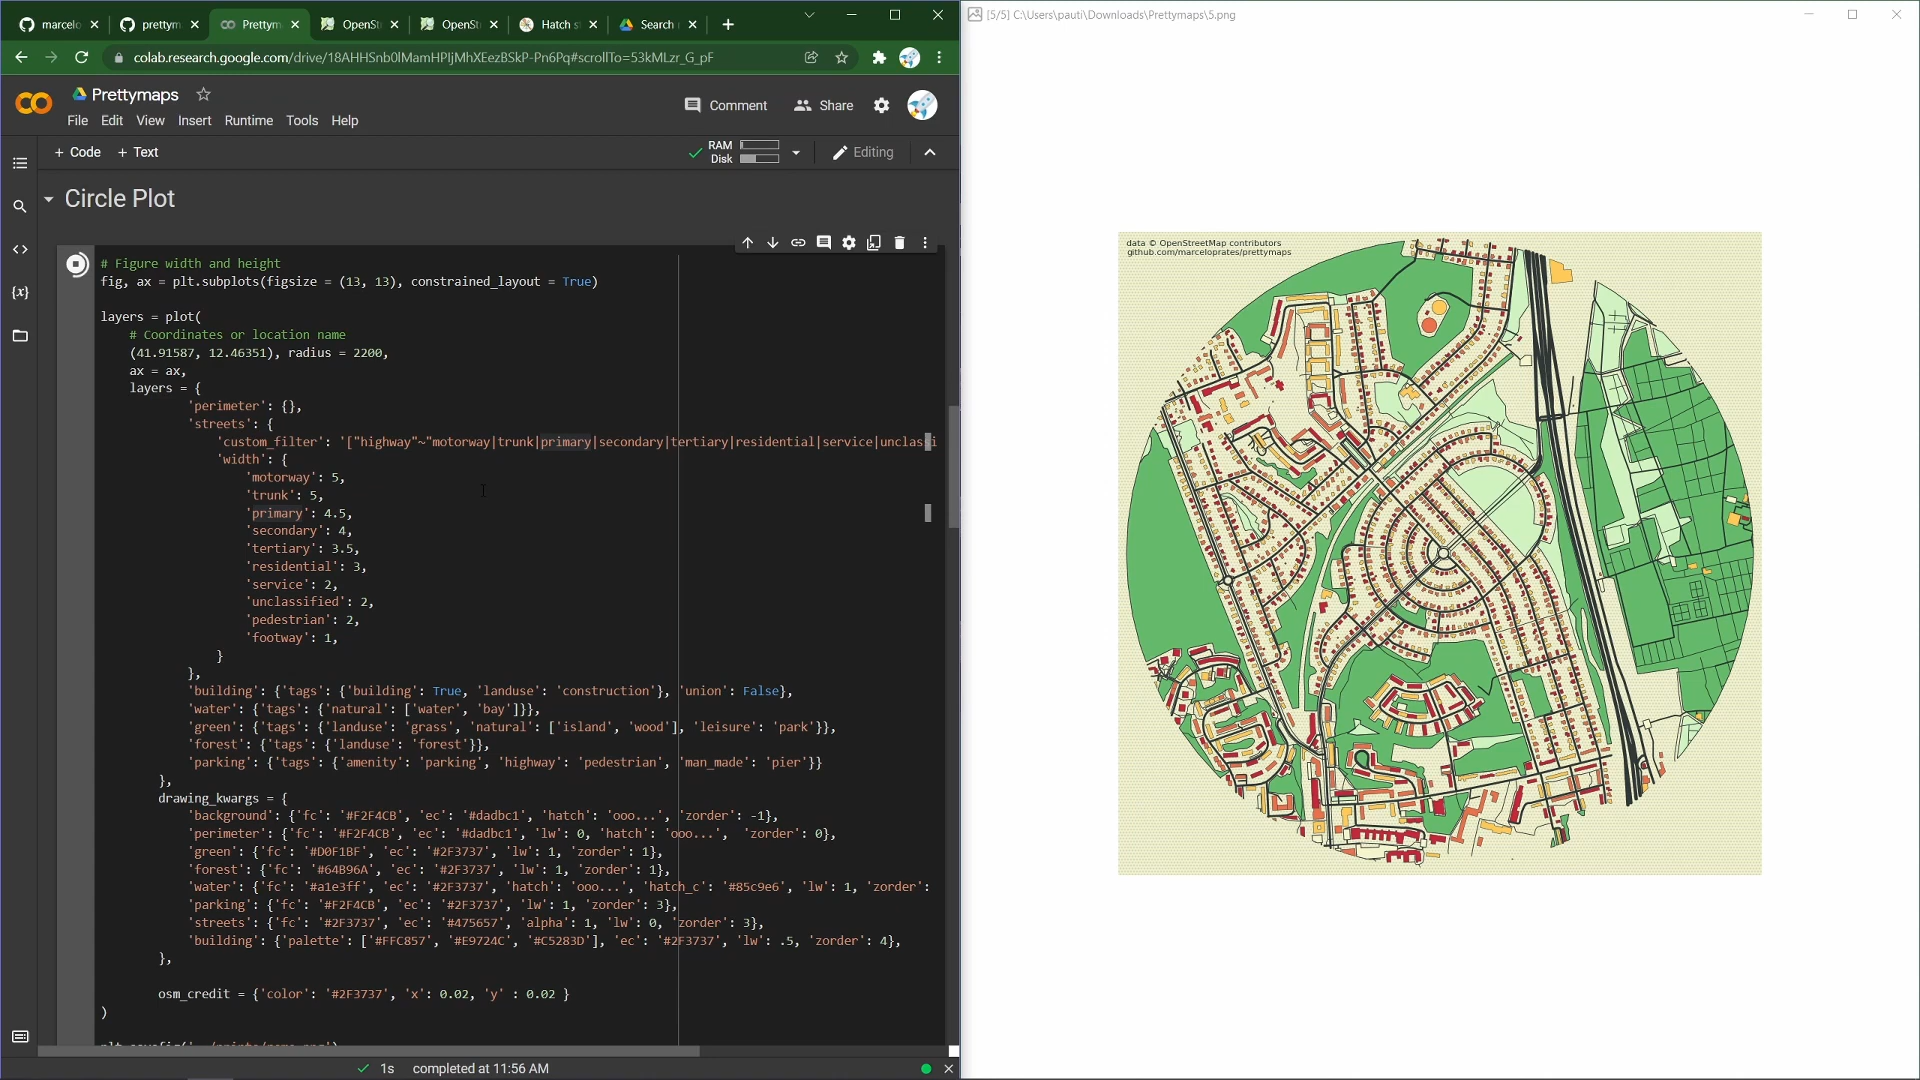 marcelo
prettym
Prettym
OpenSt
OpenSt
Hatch s
Search
colab.research.google.com/drive/18AHHSnb0lMamHPIjMhXEezBSkP-Pn6Pq#scrollTo=53kMLzr_G_pF
Prettymaps
File Edit View Insert Runtime Tools Help
Comment
Share
+ Code + Text
RAM
Disk
Editing
Circle Plot
# Figure width and height
fig, ax = plt.subplots(figsize = (13, 13), constrained_layout = True)
layers = plot(
# Coordinates or location name
(41.91587, 12.46351), radius = 2200,
ax = ax,
layers = {
'perimeter': {},
'streets': {
'custom_filter': '["highway"~"motorway|trunk|primary|secondary|tertiary|residential|service|unclassi
'width': {
'motorway': 5,
'trunk': 5,
'primary': 4.5,
'secondary': 4,
'tertiary': 3.5,
'residential': 3,
'service': 2,
'unclassified': 2,
'pedestrian': 2,
'footway': 1,
}
},
'building': {'tags': {'building': True, 'landuse': 'construction'}, 'union': False},
'water': {'tags': {'natural': ['water', 'bay']}},
'green': {'tags': {'landuse': 'grass', 'natural': ['island', 'wood'], 'leisure': 'park'}},
'forest': {'tags': {'landuse': 'forest'}},
'parking': {'tags': {'amenity': 'parking', 'highway': 'pedestrian', 'man_made': 'pier'}}
},
drawing_kwargs = {
'background': {'fc': '#F2F4CB', 'ec': '#dadbc1', 'hatch': 'ooo...', 'zorder': -1},
'perimeter': {'fc': '#F2F4CB', 'ec': '#dadbc1', 'lw': 0, 'hatch': 'ooo...', 'zorder': 0},
'green': {'fc': '#D0F1BF', 'ec': '#2F3737', 'lw': 1, 'zorder': 1},
'forest': {'fc': '#64B96A', 'ec': '#2F3737', 'lw': 1, 'zorder': 1},
'water': {'fc': '#a1e3ff', 'ec': '#2F3737', 'hatch': 'ooo...', 'hatch_c': '#85c9e6', 'lw': 1, 'zorder':
'parking': {'fc': '#F2F4CB', 'ec': '#2F3737', 'lw': 1, 'zorder': 3},
'streets': {'fc': '#2F3737', 'ec': '#475657', 'alpha': 1, 'lw': 0, 'zorder': 3},
'building': {'palette': ['#FFC857', '#E9724C', '#C5283D'], 'ec': '#2F3737', 'lw': .5, 'zorder': 4},
},
osm_credit = {'color': '#2F3737', 'x': 0.02, 'y' : 0.02 }
)
1s completed at 11:56 AM
[5/5] C:\Users\pauti\Downloads\Prettymaps\5.png
data © OpenStreetMap contributors
github.com/marceloprates/prettymaps